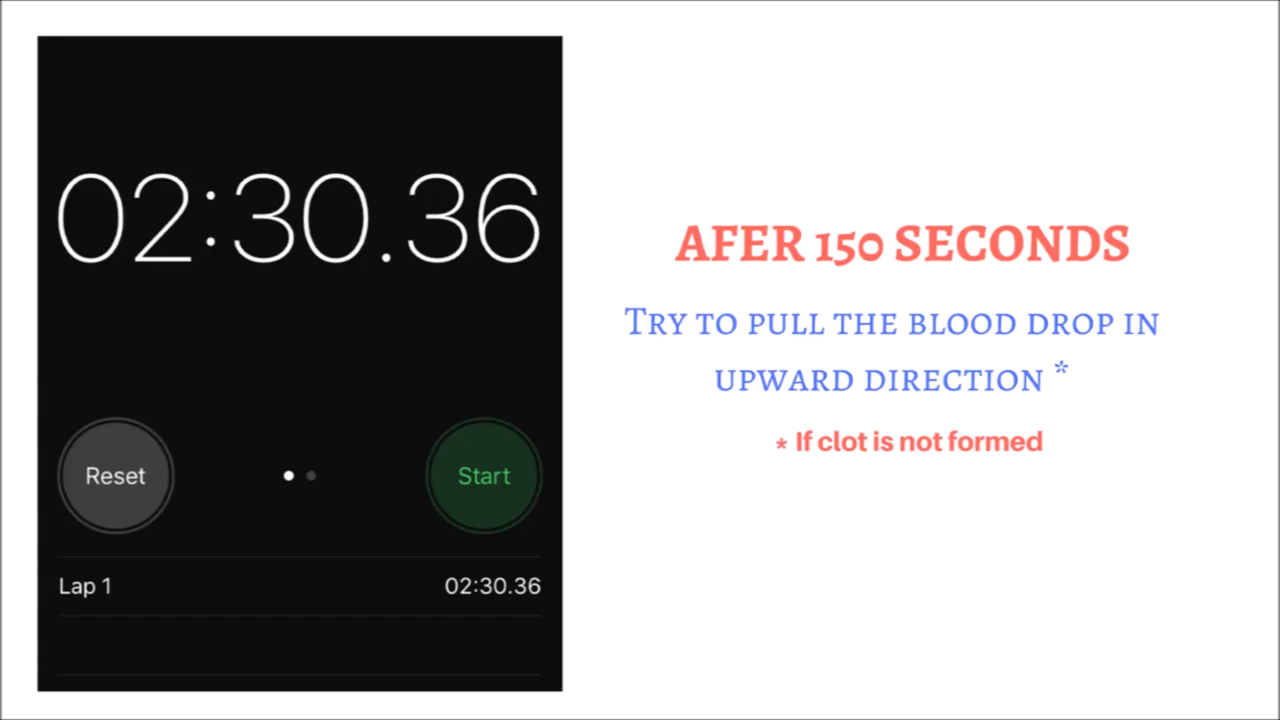 02:30.36
Reset
Start
Lap 1
02:30.36
AFER 150 SECONDS
TRY TO PULL THE BLOOD DROP IN
UPWARD DIRECTION *
* If clot is not formed